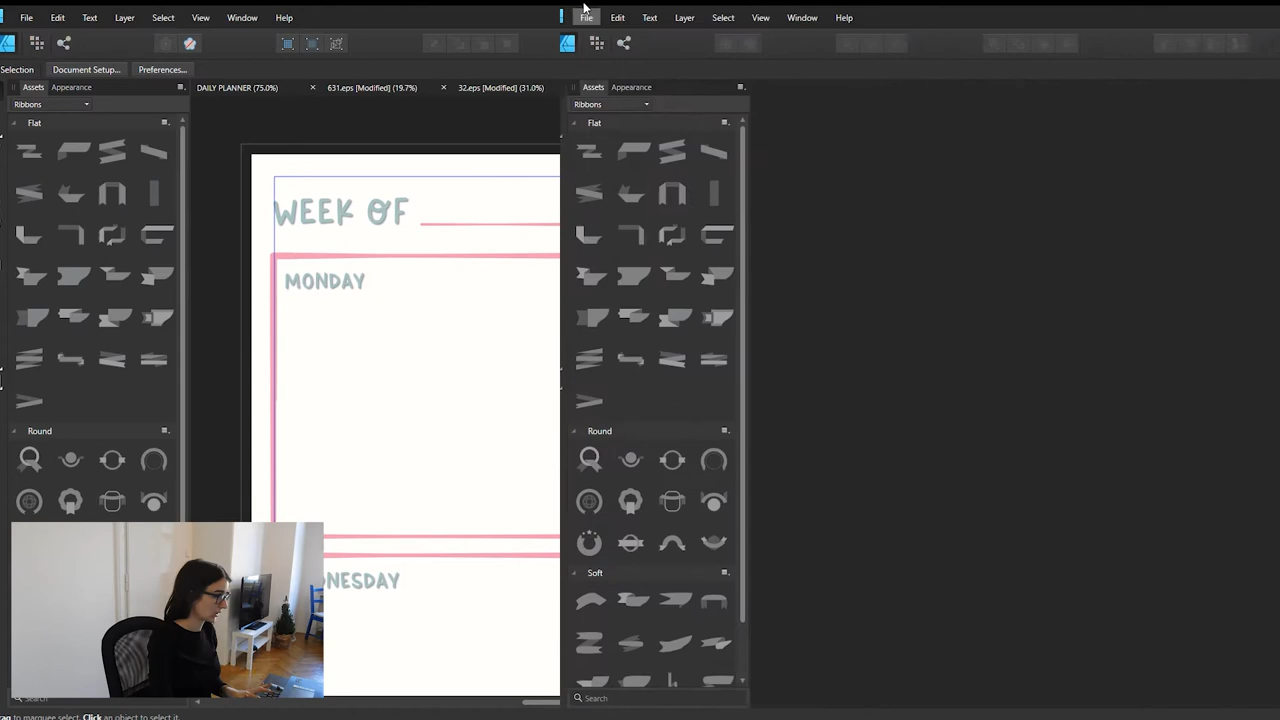 File Edit Text Layer Select View Window Help
File Edit Text Layer Select View Window Help
Selection Document Setup... Preferences...
Assets Appearance
DAILY PLANNER (75.0%) × 631.eps [Modified] (19.7%) × 32.eps [Modified] (31.0%)
Assets Appearance
Ribbons
Ribbons
Flat
Flat
WEEK OF
MONDAY
Round
Round
Soft
NESDAY
Search
Search
to marquee select. Click an object to select it.